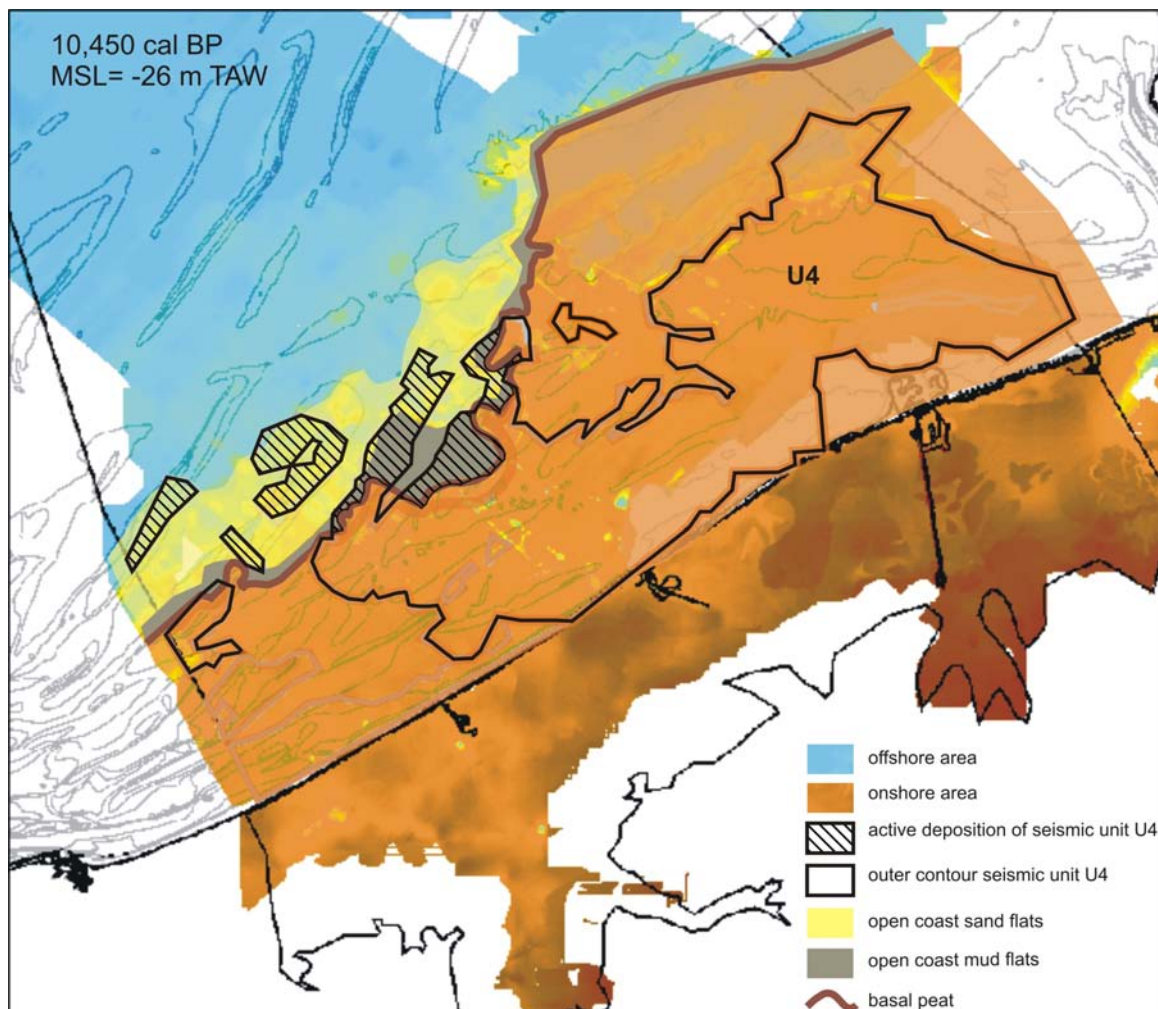 10,450 cal BP
MSL= -26 m TAW
U4
offshore area
onshore area
active deposition of seismic unit U4
outer contour seismic unit U4
open coast sand flats
open coast mud flats
basal peat